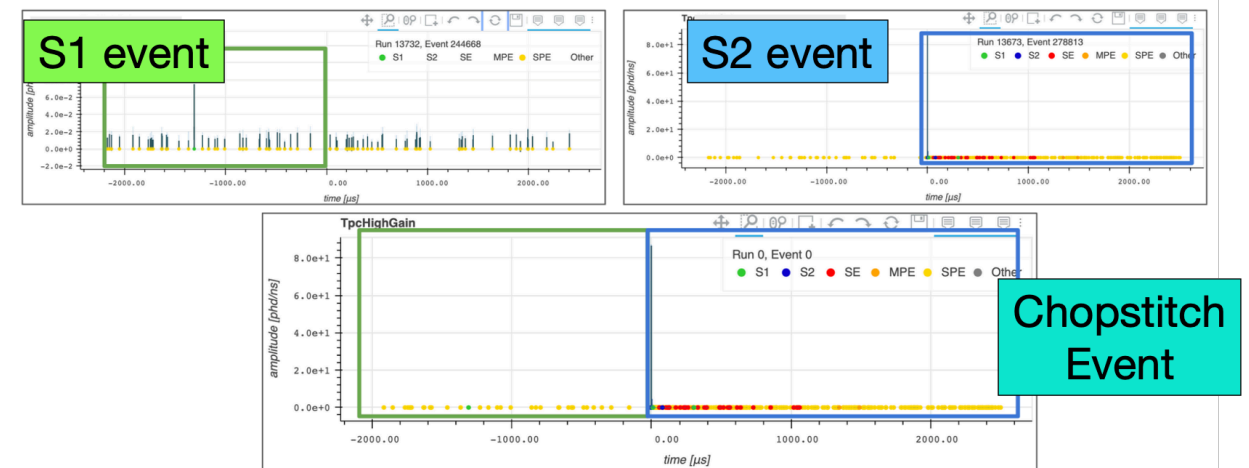 S1 event
Run 13732, Event 244668
S1 S2 SE MPE SPE Other
6.0e-2
4.0e-2
2.0e-2
0.0e+0
-2.0e-2
-2000.00 -1000.00 0.00 1000.00 2000.00
time [µs]
S2 event
Run 13673, Event 278813
S1 S2 SE MPE SPE Other
amplitude [phd/ns]
8.0e+1
6.0e+1
4.0e+1
2.0e+1
0.0e+0
-2000.00 -1000.00 0.00 1000.00 2000.00
time [µs]
TpcHighGain
Run 0, Event 0
S1 S2 SE MPE SPE Other
amplitude [phd/ns]
8.0e+1
6.0e+1
4.0e+1
2.0e+1
0.0e+0
-2000.00 -1000.00 0.00 1000.00 2000.00
time [µs]
Chopstitch
Event